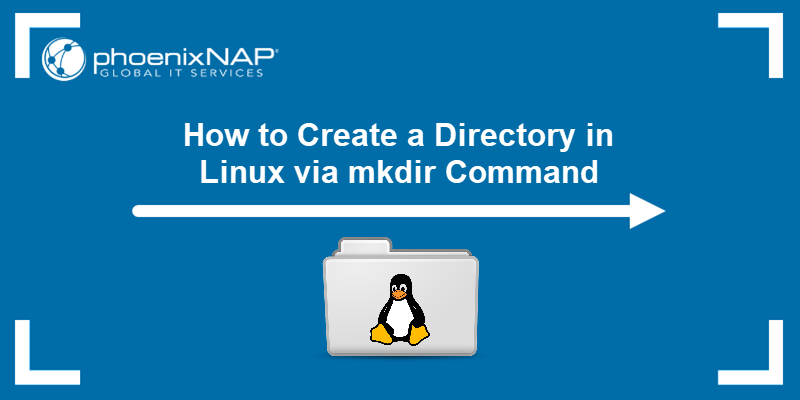 phoenixNAP®
GLOBAL IT SERVICES
How to Create a Directory in
Linux via mkdir Command